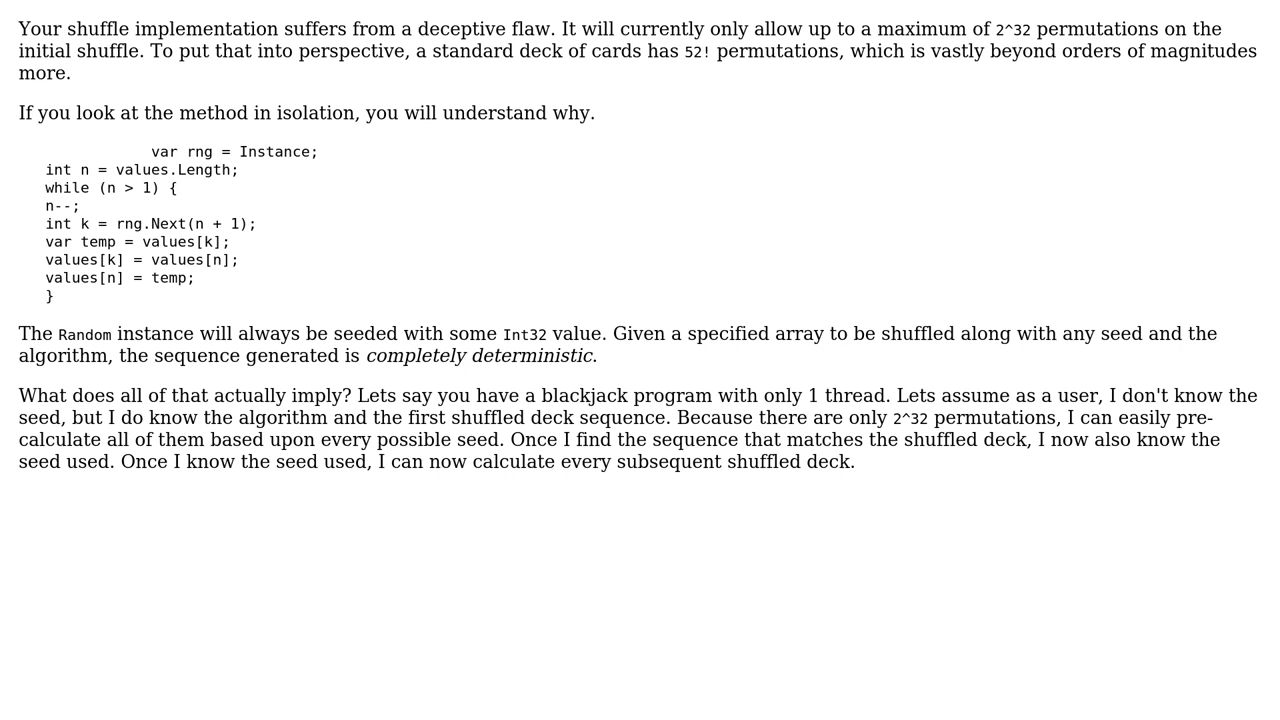 Your shuffle implementation suffers from a deceptive flaw. It will currently only allow up to a maximum of 2^32 permutations on the
initial shuffle. To put that into perspective, a standard deck of cards has 52! permutations, which is vastly beyond orders of magnitudes
more.
If you look at the method in isolation, you will understand why.
var rng = Instance;
int n = values.Length;
while (n > 1) {
n--;
int k = rng.Next(n + 1);
var temp = values[k];
values[k] = values[n];
values[n] = temp;
}
The Random instance will always be seeded with some Int32 value. Given a specified array to be shuffled along with any seed and the
algorithm, the sequence generated is completely deterministic.
What does all of that actually imply? Lets say you have a blackjack program with only 1 thread. Lets assume as a user, I don't know the
seed, but I do know the algorithm and the first shuffled deck sequence. Because there are only 2^32 permutations, I can easily pre-
calculate all of them based upon every possible seed. Once I find the sequence that matches the shuffled deck, I now also know the
seed used. Once I know the seed used, I can now calculate every subsequent shuffled deck.